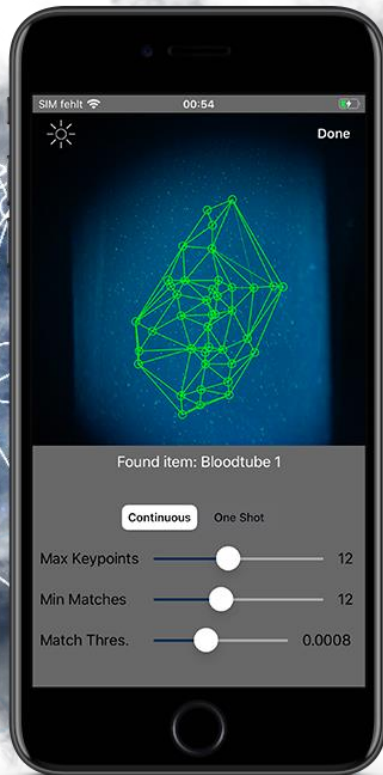 SIM fehlt 00:54
Done
Found item: Bloodtube 1
Continuous One Shot
Max Keypoints 12
Min Matches 12
Match Thres. 0.0008